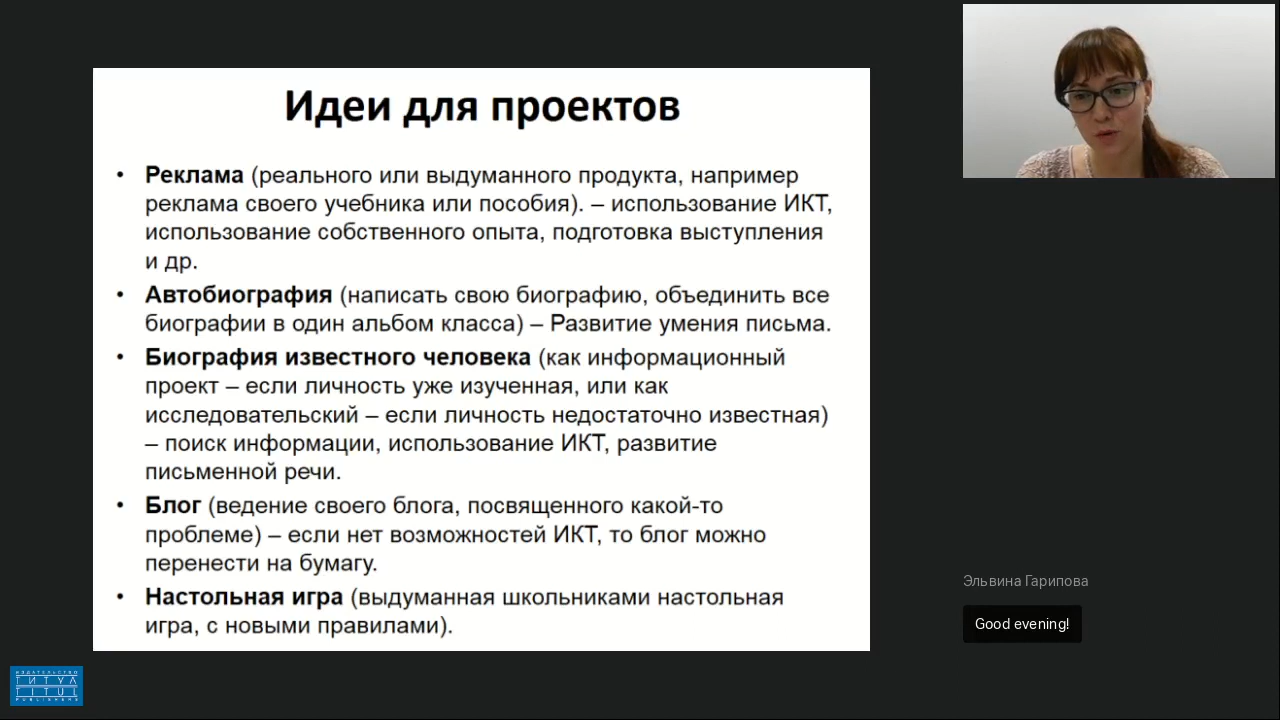 Идеи для проектов
• Реклама (реального или выдуманного продукта, например
реклама своего учебника или пособия). – использование ИКТ,
использование собственного опыта, подготовка выступления
и др.
• Автобиография (написать свою биографию, объединить все
биографии в один альбом класса) – Развитие умения письма.
• Биография известного человека (как информационный
проект – если личность уже изученная, или как
исследовательский – если личность недостаточно известная)
– поиск информации, использование ИКТ, развитие
письменной речи.
• Блог (ведение своего блога, посвященного какой-то
проблеме) – если нет возможностей ИКТ, то блог можно
перенести на бумагу.
• Настольная игра (выдуманная школьниками настольная
игра, с новыми правилами).
Эльвина Гарипова
Good evening!
ИЗДАТЕЛЬСТВО
ТИТУЛ
TITUL
PUBLISHERS